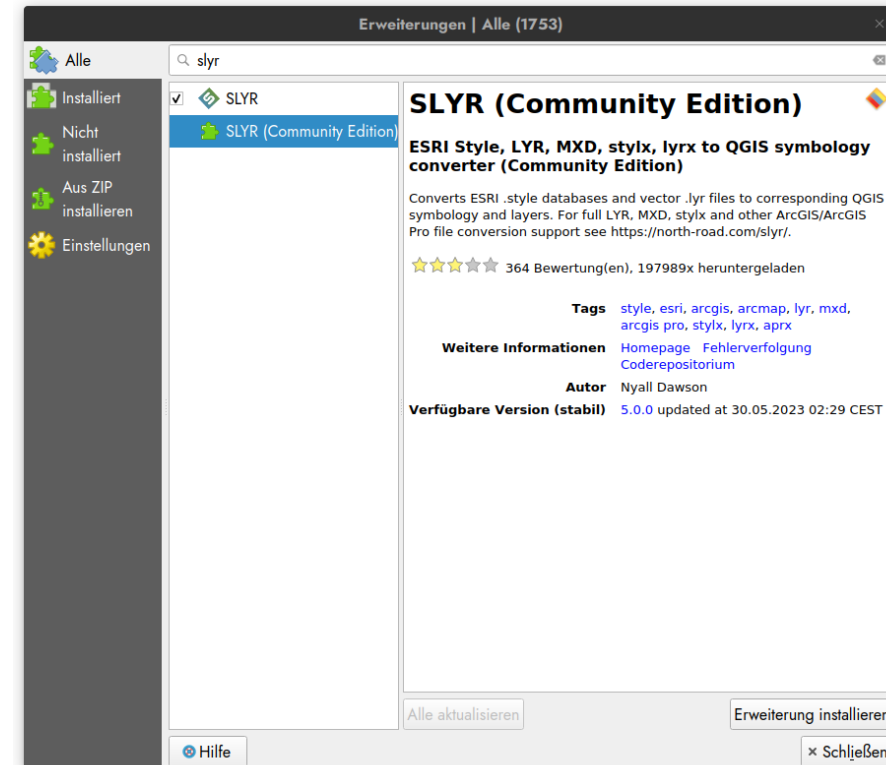 Erweiterungen | Alle (1753)
Alle
Installiert
Nicht
installiert
Aus ZIP
installieren
Einstellungen
slyr
SLYR
SLYR (Community Edition)
SLYR (Community Edition)
ESRI Style, LYR, MXD, stylx, lyrx to QGIS symbology
converter (Community Edition)
Converts ESRI .style databases and vector .lyr files to corresponding QGIS
symbology and layers. For full LYR, MXD, stylx and other ArcGIS/ArcGIS
Pro file conversion support see https://north-road.com/slyr/.
364 Bewertung(en), 197989x heruntergeladen
Tags style, esri, arcgis, arcmap, lyr, mxd,
arcgis pro, stylx, lyrx, aprx
Weitere Informationen Homepage Fehlerverfolgung
Coderepositorium
Autor Nyall Dawson
Verfügbare Version (stabil) 5.0.0 updated at 30.05.2023 02:29 CEST
Alle aktualisieren
Erweiterung installieren
Hilfe
Schließen